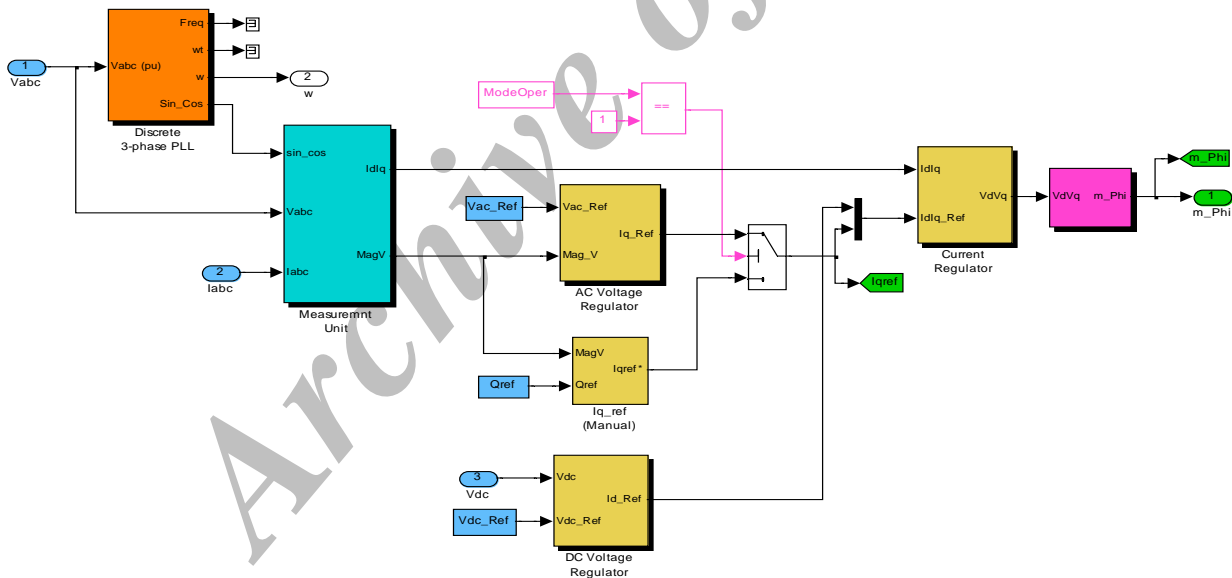 Freq
wt
w
Sin_Cos
Vabc (pu)
Discrete
3-phase PLL
1
Vabc
2
w
ModeOper
1
==
sin_cos
Vabc
Iabc
IdIq
MagV
Measuremnt
Unit
2
Iabc
Vac_Ref
Vac_Ref
Mag_V
Iq_Ref
AC Voltage
Regulator
IdIq
IdIq_Ref
VdVq
Current
Regulator
VdVq
m_Phi
m_Phi
1
m_Phi
Iqref
MagV
Qref
Iqref*
Qref
Iq_ref
(Manual)
3
Vdc
Vdc_Ref
Vdc
Vdc_Ref
Id_Ref
DC Voltage
Regulator
Archive of